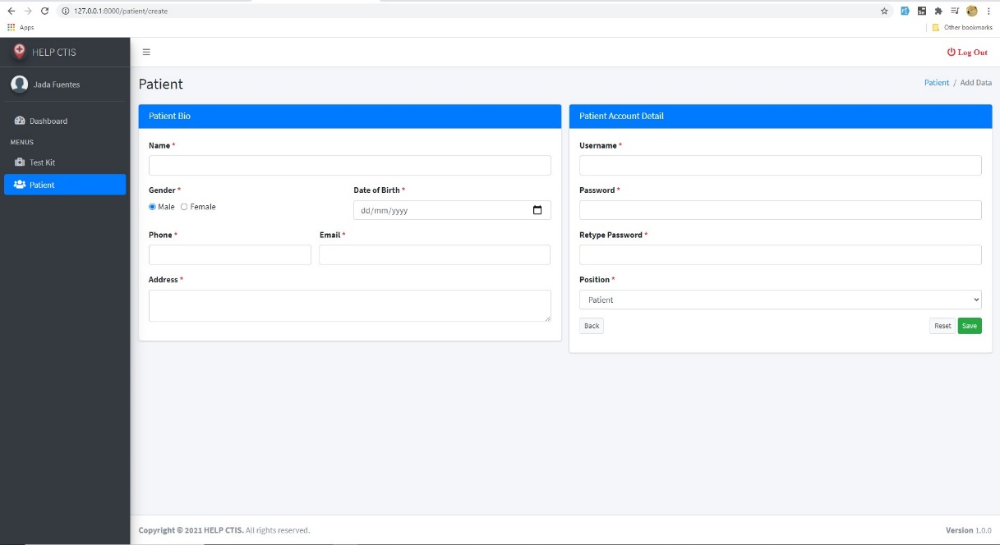 127.0.0.1:8000/patient/create
Apps
Other bookmarks
HELP CTIS
Log Out
Jada Fuentes
Dashboard
MENUS
Test Kit
Patient
Patient
Patient / Add Data
Patient Bio
Name *
Gender *
Date of Birth *
Male Female
dd/mm/yyyy
Phone *
Email *
Address *
Patient Account Detail
Username *
Password *
Retype Password *
Position *
Patient
Back
Reset
Save
Copyright © 2021 HELP CTIS. All rights reserved.
Version 1.0.0